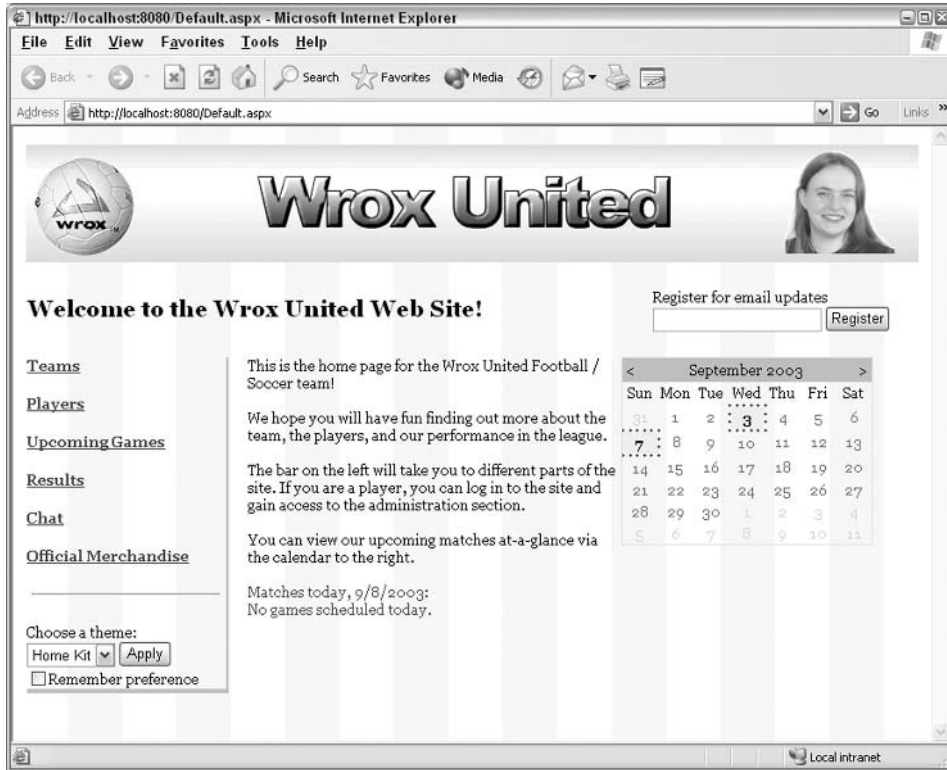 http://localhost:8080/Default.aspx - Microsoft Internet Explorer
File Edit View Favorites Tools Help
Back Search Favorites Media
Address http://localhost:8080/Default.aspx Go Links »
wrox
Wrox United
Welcome to the Wrox United Web Site!
Register for email updates
Register
Teams
Players
Upcoming Games
Results
Chat
Official Merchandise
Choose a theme:
Home Kit Apply
Remember preference
This is the home page for the Wrox United Football /
Soccer team!
We hope you will have fun finding out more about the
team, the players, and our performance in the league.
The bar on the left will take you to different parts of the
site. If you are a player, you can log in to the site and
gain access to the administration section.
You can view our upcoming matches at-a-glance via
the calendar to the right.
Matches today, 9/8/2003:
No games scheduled today.
< September 2003 >
Sun Mon Tue Wed Thu Fri Sat
31 1 2 3 4 5 6
7 8 9 10 11 12 13
14 15 16 17 18 19 20
21 22 23 24 25 26 27
28 29 30 1 2 3 4
5 6 7 8 9 10 11
Local intranet